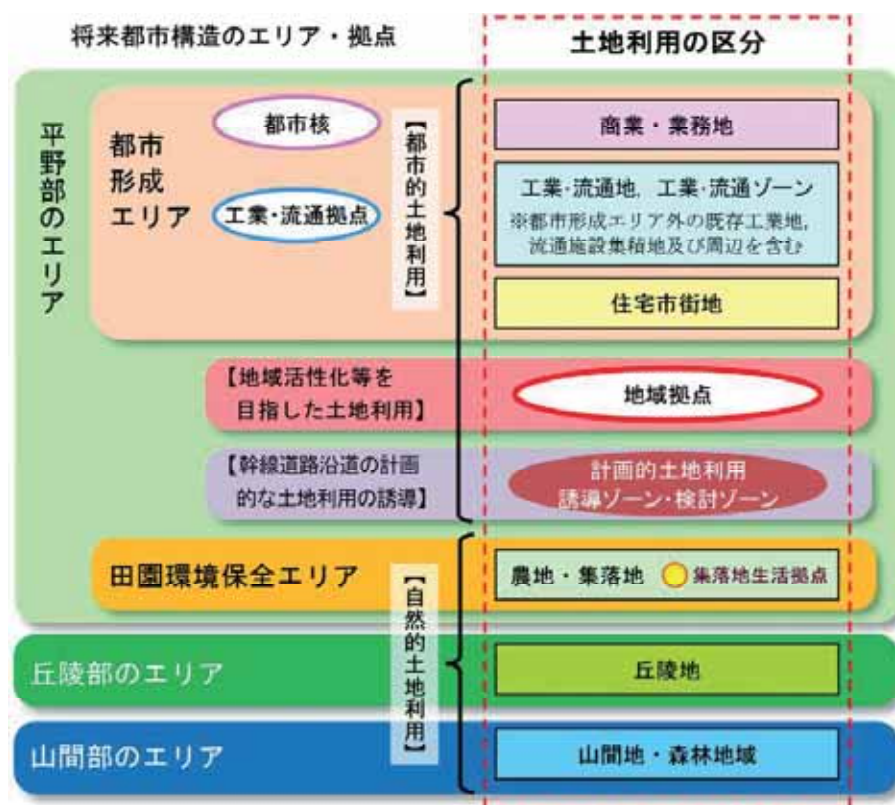 将来都市構造のエリア・拠点
土地利用の区分
平野部のエリア
都市
形成
エリア
都市核
工業・流通拠点
【都市的土地利用】
商業・業務地
工業・流通地，工業・流通ゾーン
※都市形成エリア外の既存工業地，
流通施設集積地及び周辺を含む
住宅市街地
【地域活性化等を
目指した土地利用】
地域拠点
【幹線道路沿道の計画
的な土地利用の誘導】
計画的土地利用
誘導ゾーン・検討ゾーン
田園環境保全エリア
【自然的土地利用】
農地・集落地
集落地生活拠点
丘陵部のエリア
丘陵地
山間部のエリア
山間地・森林地域